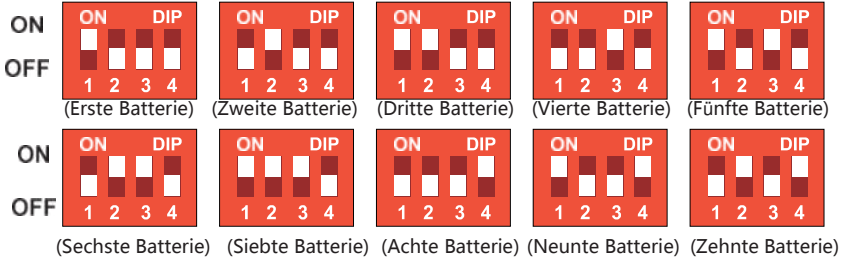 ON DIP ON DIP ON DIP ON DIP ON DIP
ON
OFF
1 2 3 4 1 2 3 4 1 2 3 4 1 2 3 4 1 2 3 4
(Erste Batterie) (Zweite Batterie) (Dritte Batterie) (Vierte Batterie) (Fünfte Batterie)
ON DIP ON DIP ON DIP ON DIP ON DIP
ON
OFF
1 2 3 4 1 2 3 4 1 2 3 4 1 2 3 4 1 2 3 4
(Sechste Batterie) (Siebte Batterie) (Achte Batterie) (Neunte Batterie) (Zehnte Batterie)